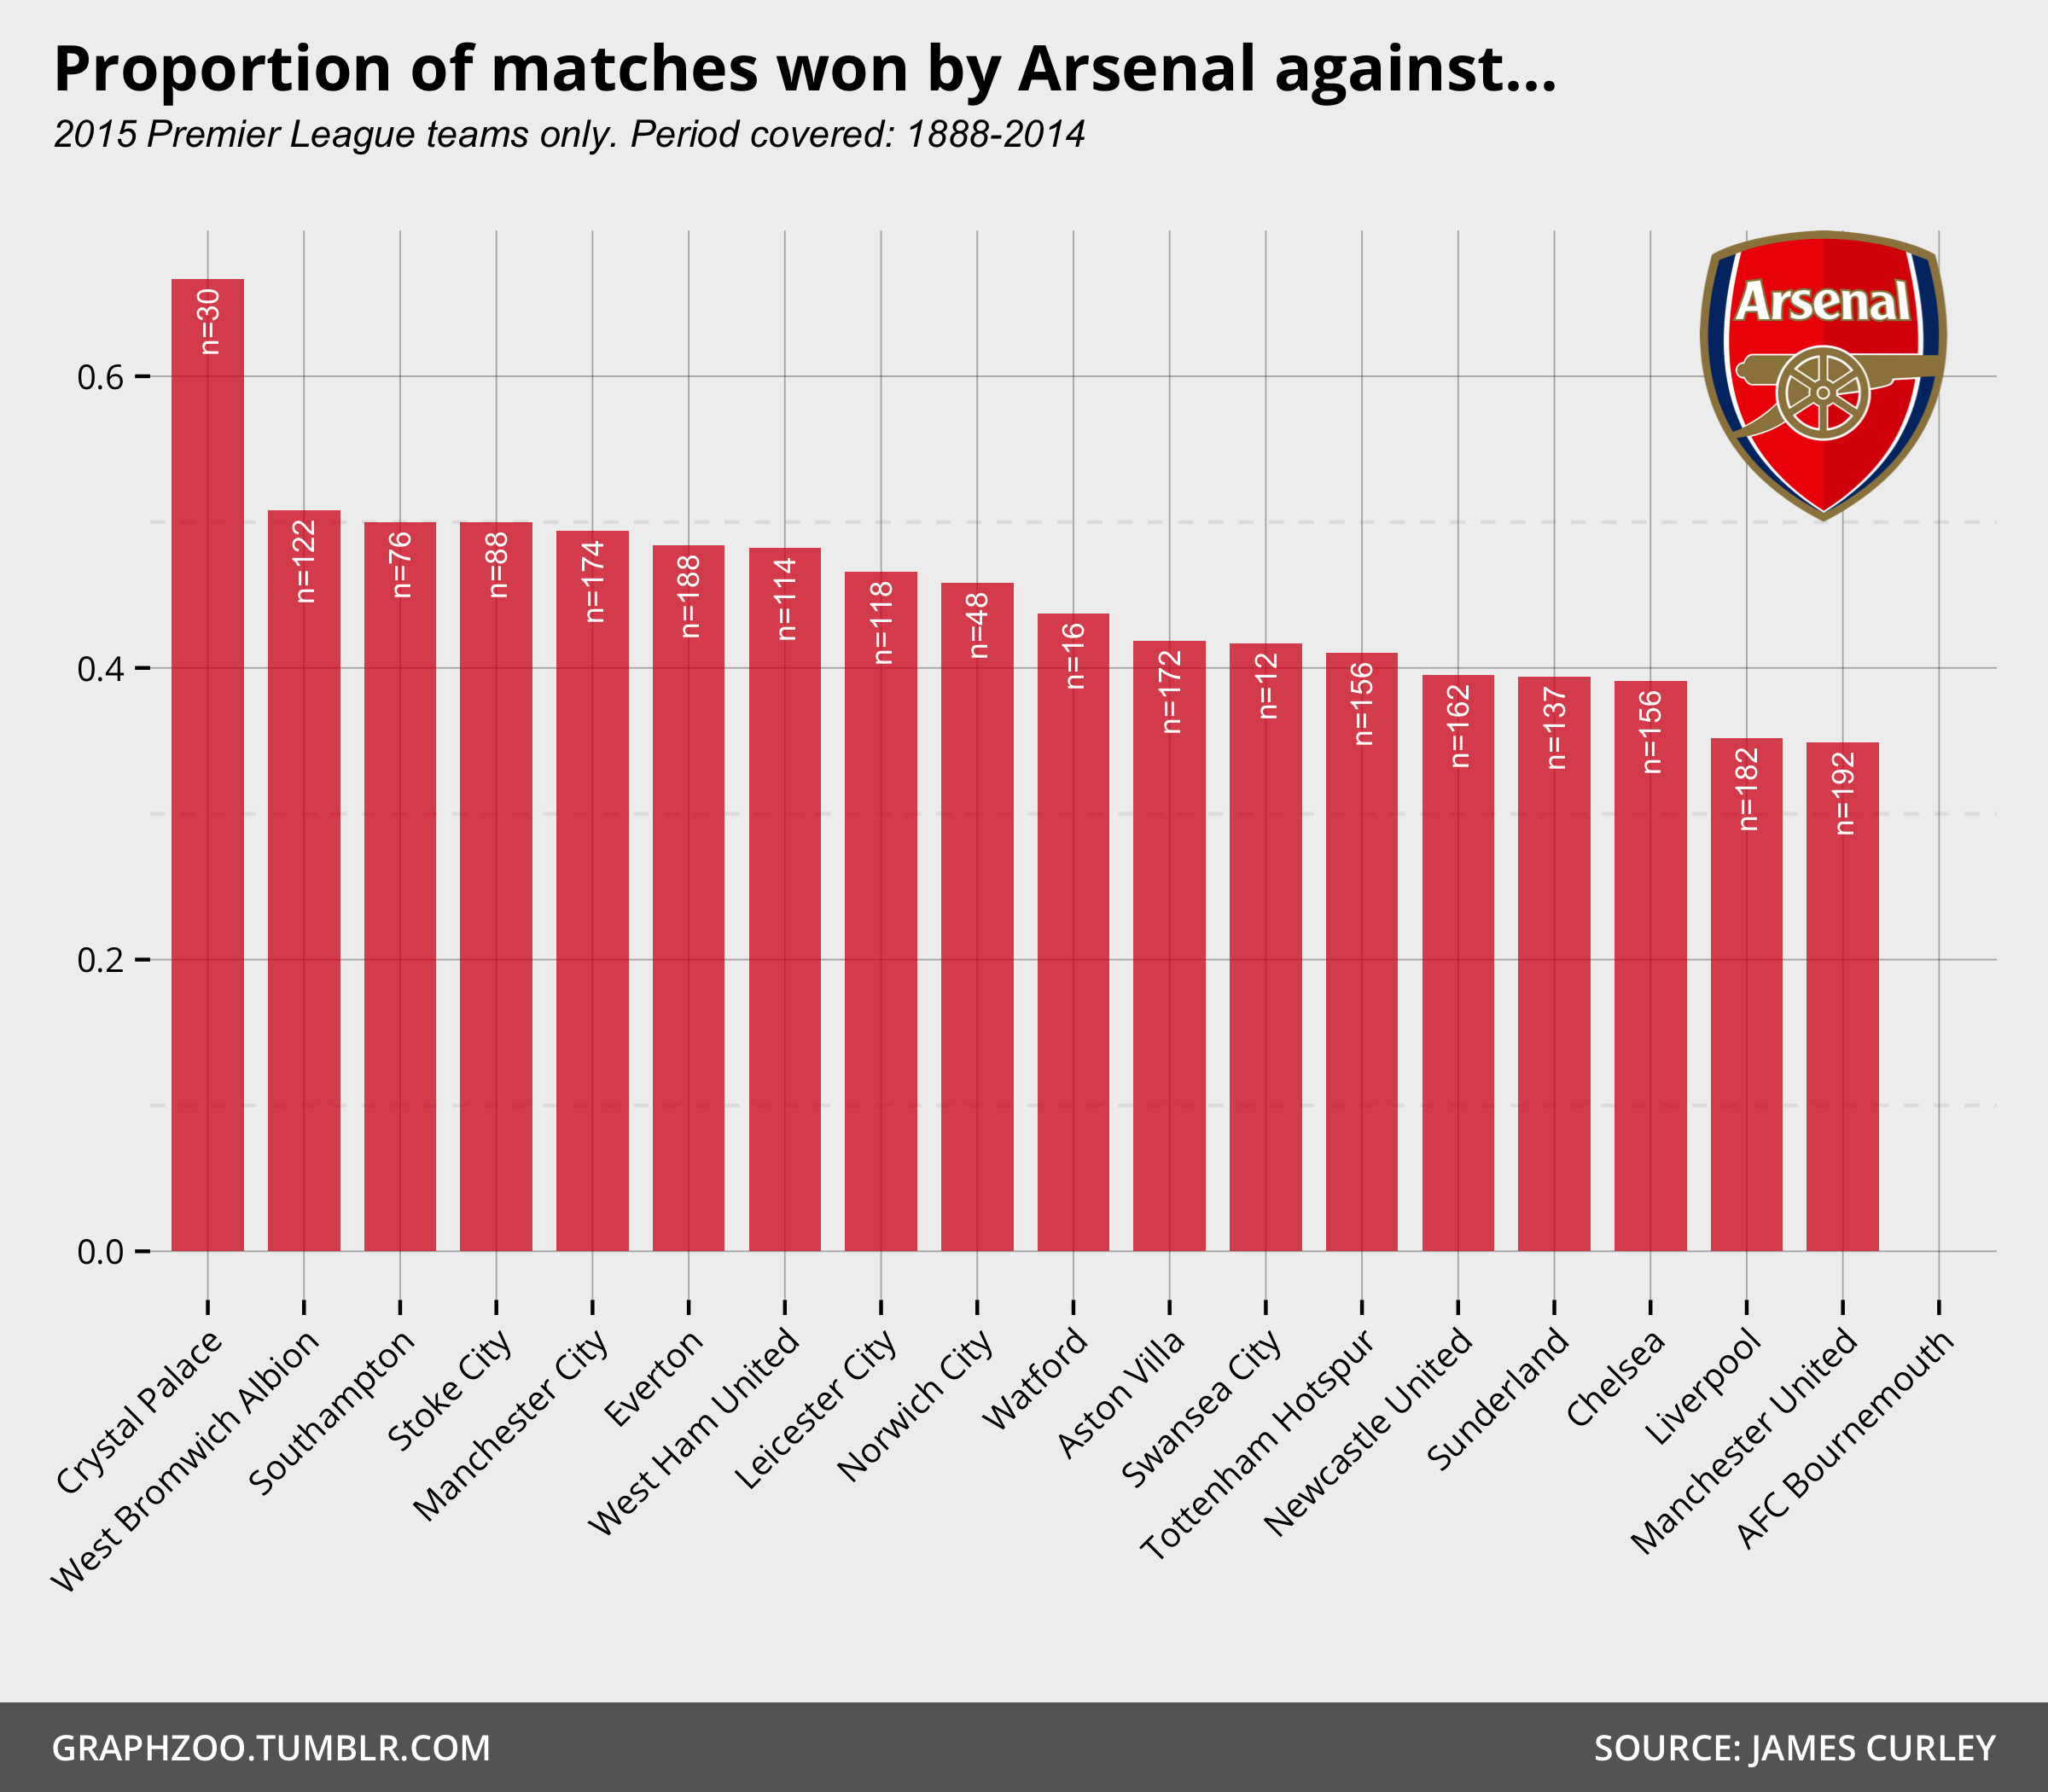 Proportion of matches won by Arsenal against...
2015 Premier League teams only. Period covered: 1888-2014
Arsenal
0.6
0.4
0.2
0.0
n=30
n=122
n=76
n=88
n=174
n=188
n=114
n=118
n=48
n=16
n=172
n=12
n=156
n=162
n=137
n=156
n=182
n=192
Crystal Palace
West Bromwich Albion
Southampton
Stoke City
Manchester City
Everton
West Ham United
Leicester City
Norwich City
Watford
Aston Villla
Swansea City
Tottenham Hotspur
Newcastle United
Sunderland
Chelsea
Liverpool
Manchester United
AFC Bournemouth
GRAPHZOO.TUMBLR.COM
SOURCE: JAMES CURLEY